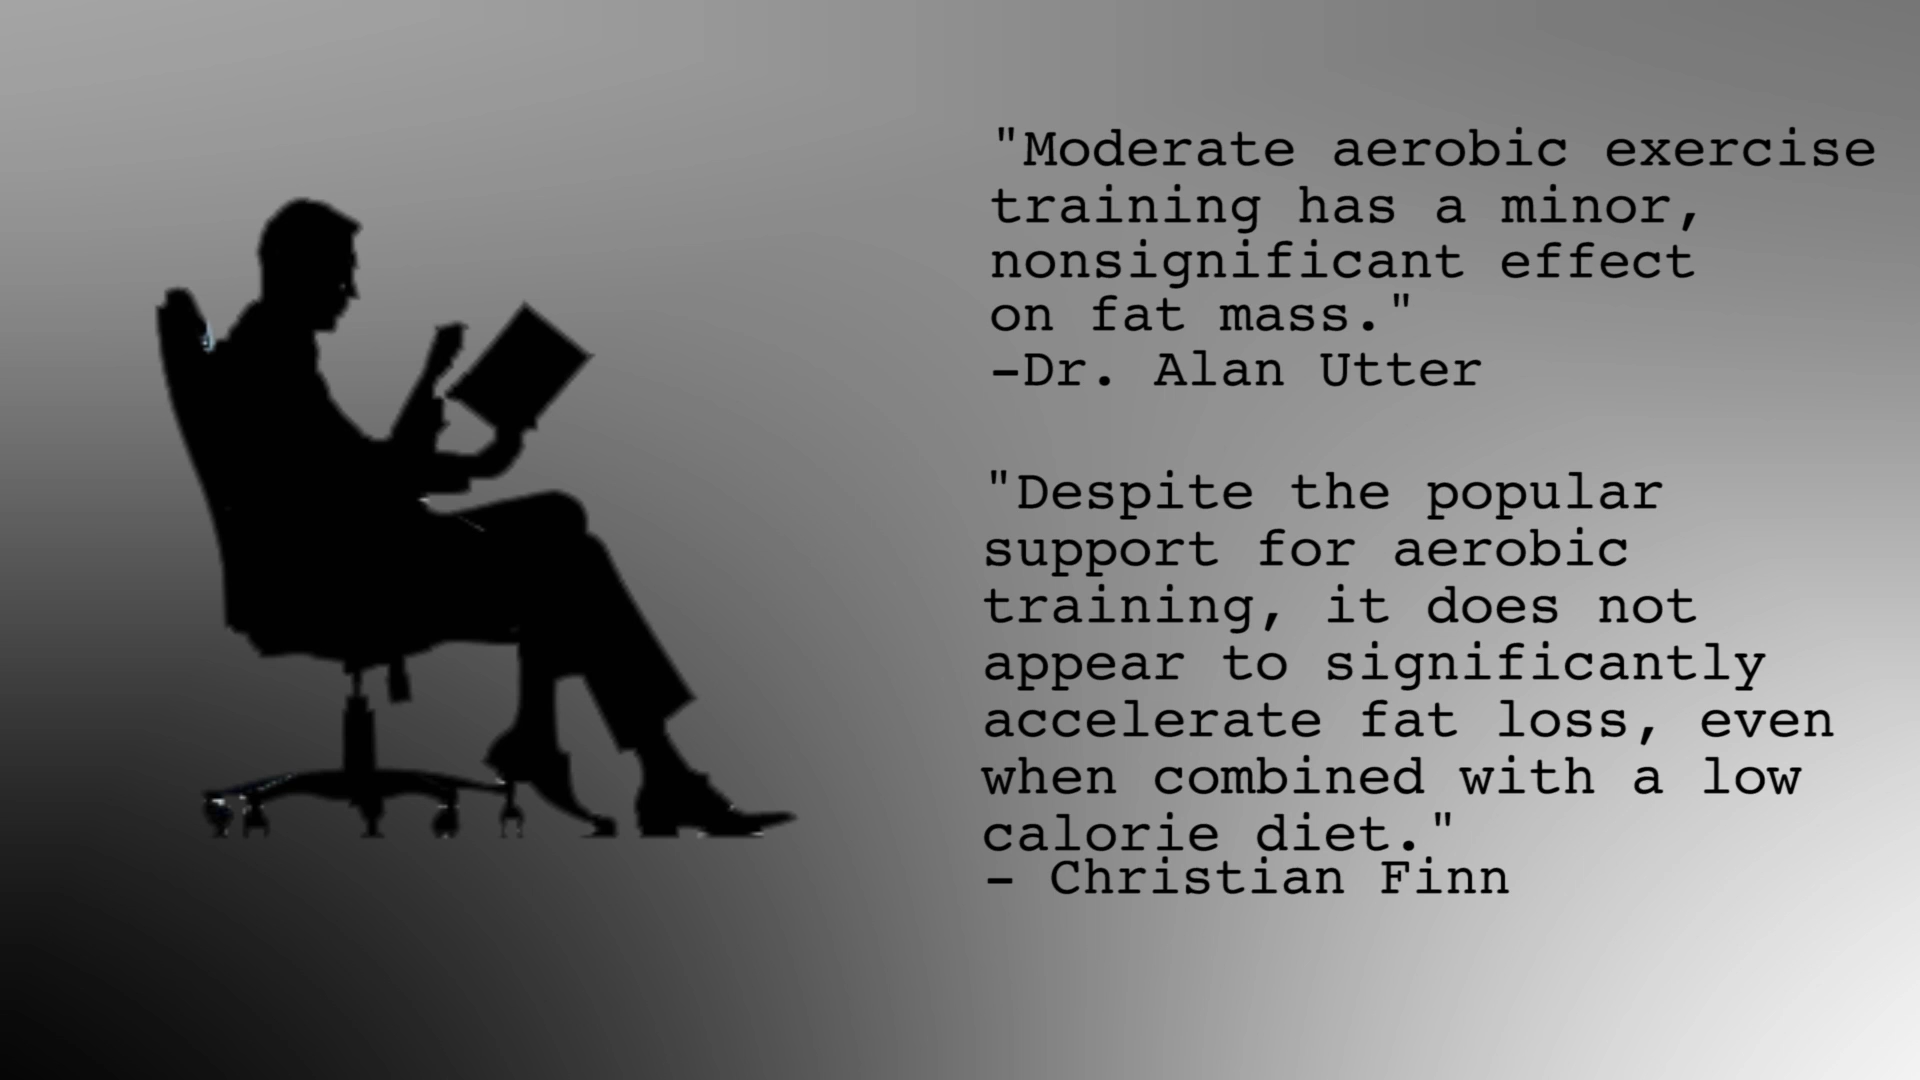 "Moderate aerobic exercise
training has a minor,
nonsignificant effect
on fat mass."
-Dr. Alan Utter
"Despite the popular
support for aerobic
training, it does not
appear to significantly
accelerate fat loss, even
when combined with a low
calorie diet."
- Christian Finn